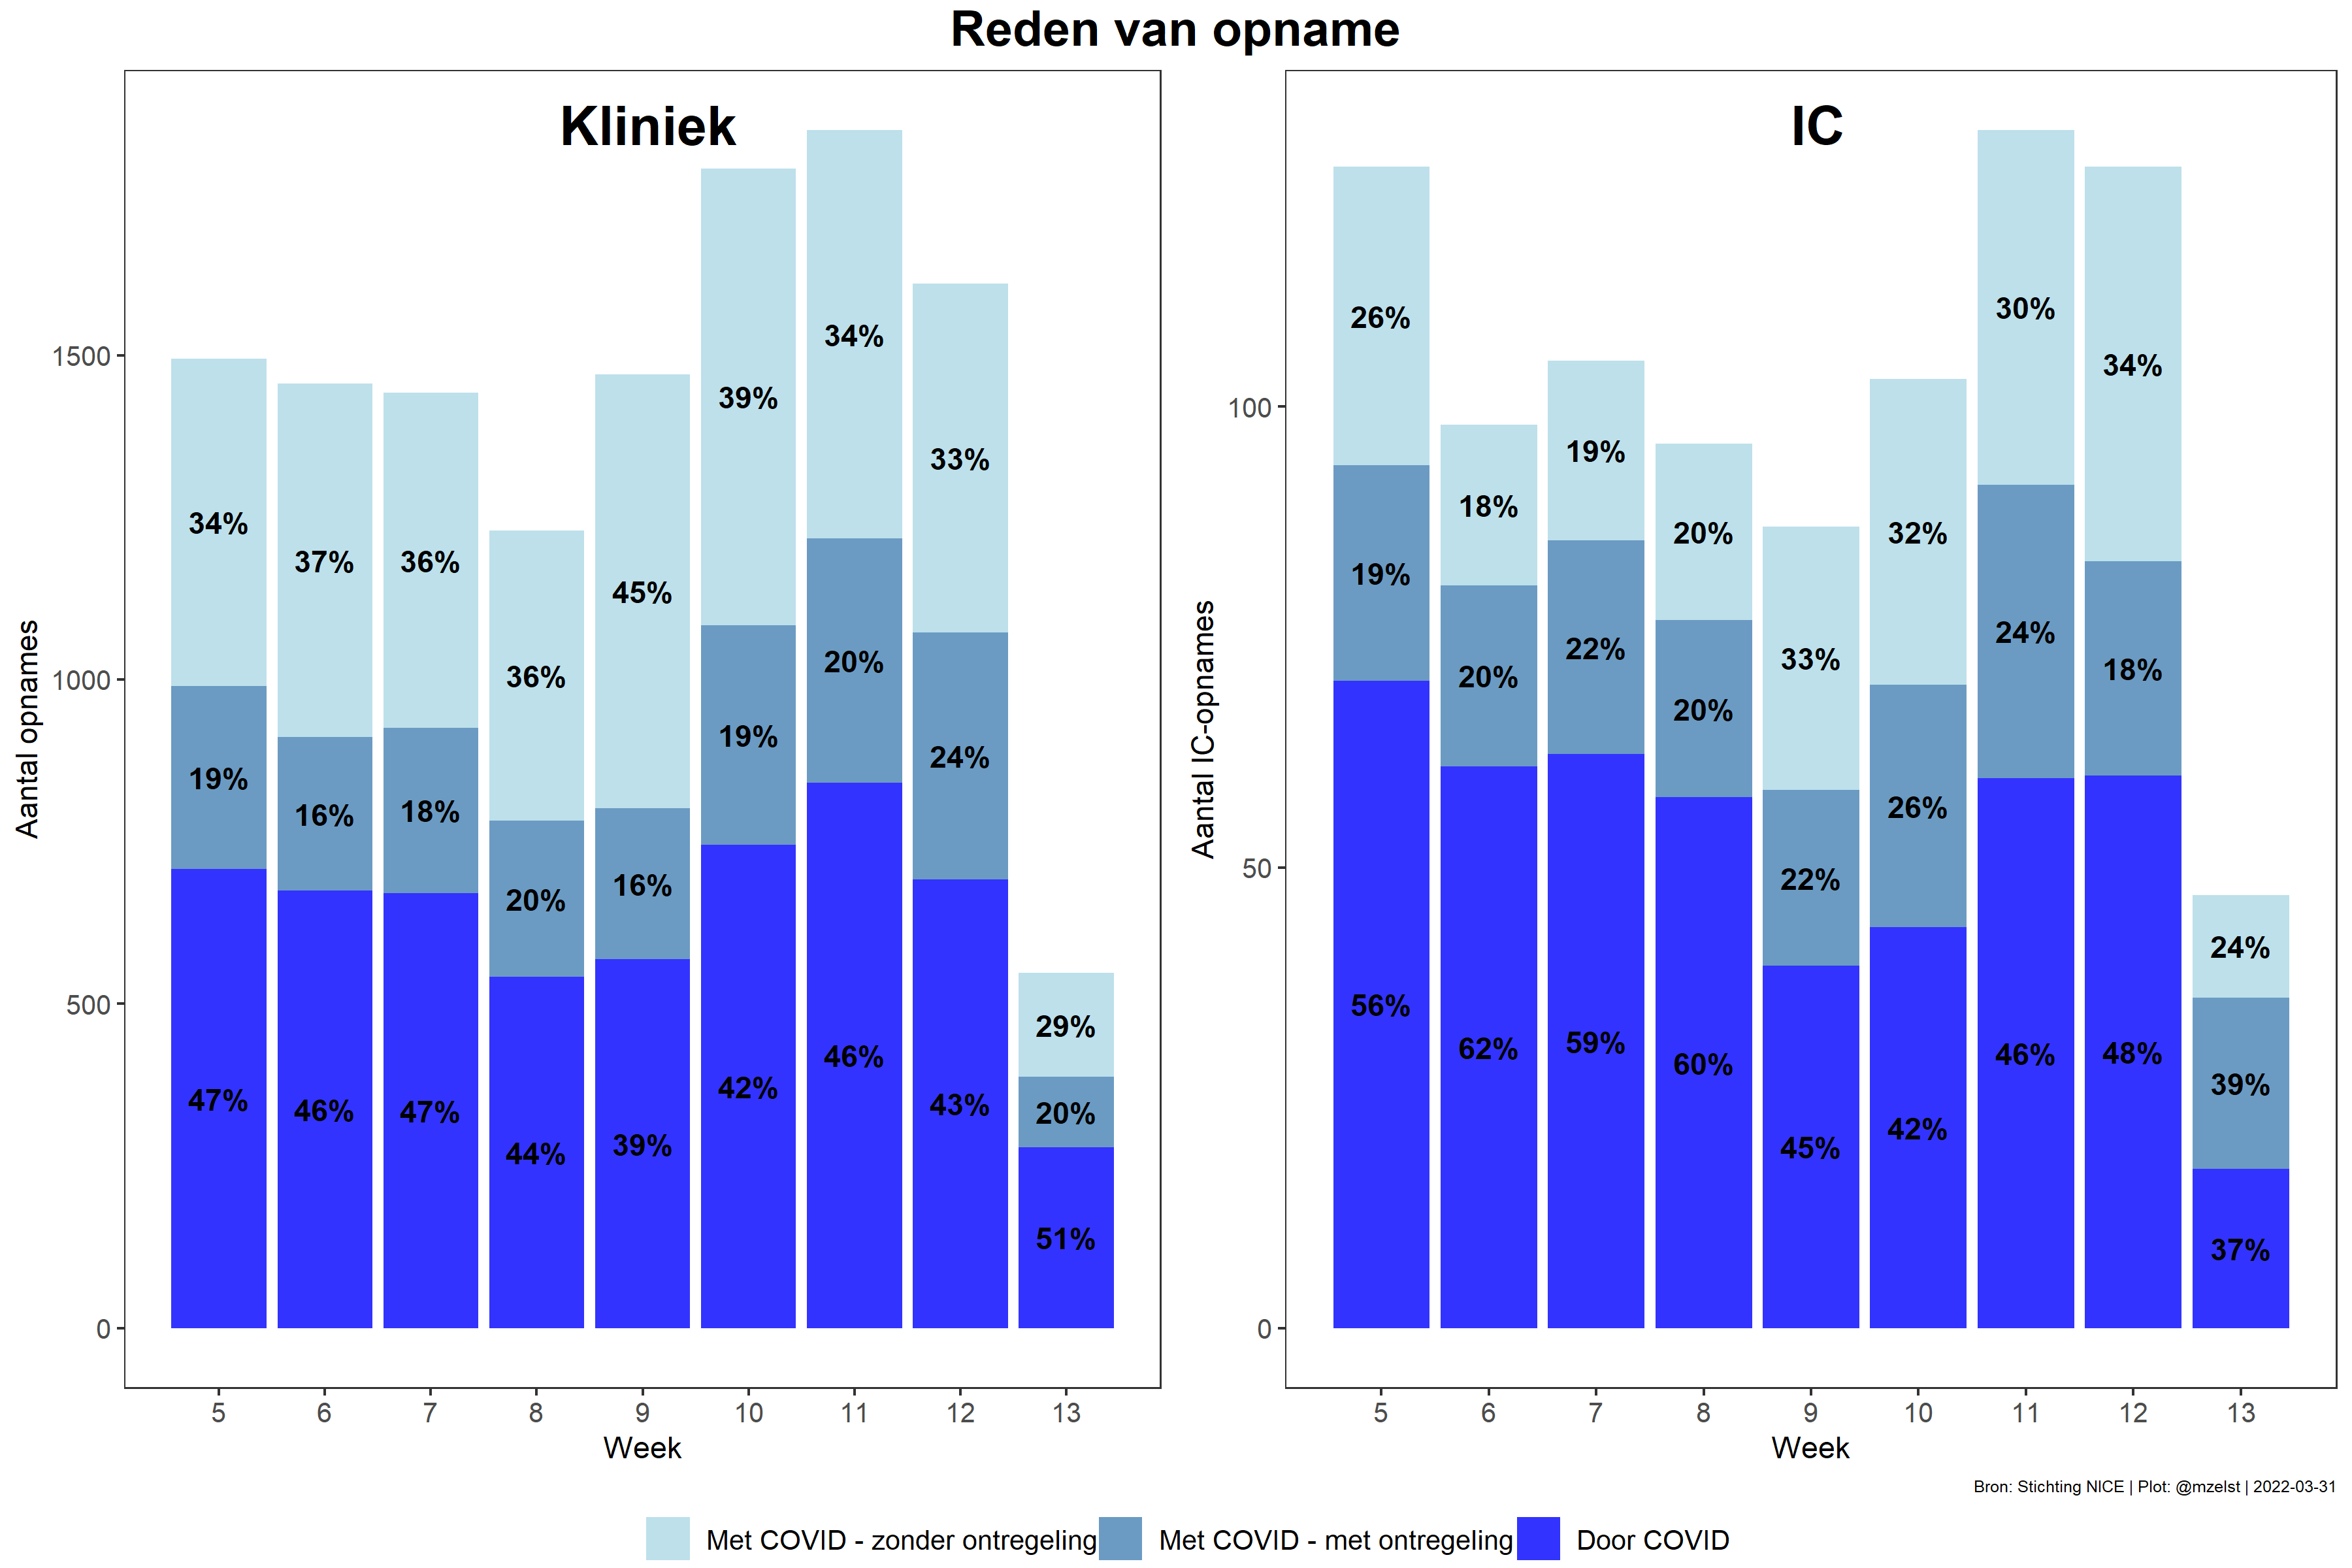 Reden van opname
Kliniek
Aantal opnames
1500
1000
500
0
34% 37% 36% 36% 45% 39% 34% 33% 29%
19% 16% 18% 20% 16% 19% 20% 24% 20%
47% 46% 47% 44% 39% 42% 46% 43% 51%
5 6 7 8 9 10 11 12 13
Week
IC
Aantal IC-opnames
100
50
0
26% 18% 19% 20% 33% 32% 30% 34% 24%
19% 20% 22% 20% 22% 26% 24% 18% 39%
56% 62% 59% 60% 45% 42% 46% 48% 37%
5 6 7 8 9 10 11 12 13
Week
Bron: Stichting NICE | Plot: @mzelst | 2022-03-31
Met COVID - zonder ontregeling Met COVID - met ontregeling Door COVID